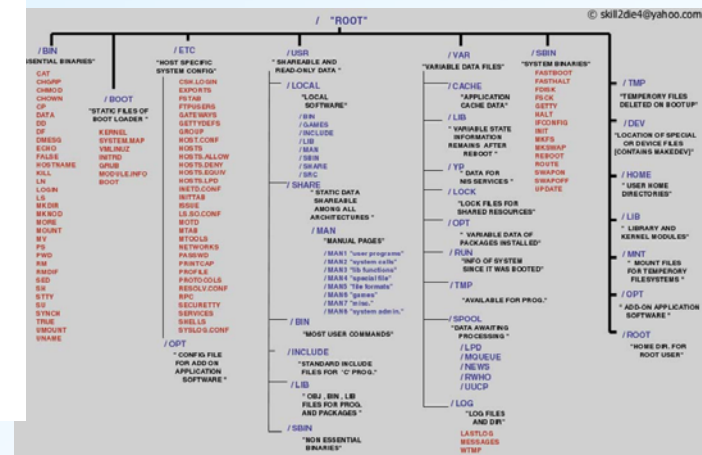 © skill2die4@yahoo.com
/ "ROOT"
/BIN
SENTIAL BINARIES"
CAT
CHGRP
CHMOD
CHOWN
CP
DATA
DD
DF
DMESG
ECHO
FALSE
HOSTNAME
KILL
LN
LOGIN
LS
MKDIR
MKNOD
MORE
MOUNT
MV
PS
PWD
RM
RMDIF
SED
SH
STTY
SU
SYNCH
TRUE
UMOUNT
VNAME
/ BOOT
"STATIC FILES OF
BOOT LOADER "
KERNEL
SYSTEM.MAP
VMLINUZ
INITRD
GRUB
MODULE.INFO
BOOT
/ ETC
"HOST SPECIFIC
SYSTEM CONFIG"
CSH.LOGIN
EXPORTS
FSTAB
FTPUSERS
GATEWAYS
GETTYDEFS
GROUP
HOST.CONF
HOSTS
HOSTS.ALLOW
HOSTS.DENY
HOSTS.EQUIV
HOSTS.LPD
INETD.CONF
INITTAB
ISSUE
LS.SO.CONF
MOTD
MTAB
MTOOLS
NETWORKS
PASSWD
PRINTCAP
PROFILE
PROTOCOLS
RESOLV.CONF
RPC
SECURETTY
SERVICES
SHELLS
SYSLOG.CONF
/OPT
" CONFIG FILE
FOR ADD ON
APPLICATION
SOFTWARE "
/ USR
" SHAREABLE AND
READ-ONLY DATA "
/ LOCAL
"LOCAL
SOFTWARE"
/ BIN
/ GAMES
/ INCLUDE
/ LIB
/ MAN
/ SBIN
/ SHARE
/ SRC
/ SHARE
" STATIC DATA
SHAREABLE
AMONG ALL
ARCHITECTURES "
/ MAN
"MANUAL PAGES"
/ MAN1 "user programs"
/ MAN2 "system calls"
/ MAN3 "lib functions"
/ MAN4 "special file"
/ MAN5 "file formats"
/ MAN6 "games"
/ MAN7 "misc."
/ MAN8 "system admin."
/ BIN
"MOST USER COMMANDS"
/ INCLUDE
"STANDARD INCLUDE
FILES FOR 'C' PROG."
/ LIB
" OBJ , BIN , LIB
FILES FOR PROG.
AND PACKAGES "
/ SBIN
"NON ESSENTIAL
BINARIES"
/ VAR
"VARIABLE DATA FILES"
/ CACHE
"APPLICATION
CACHE DATA"
/ LIB
" VARIABLE STATE
INFORMATION
REMAINS AFTER
REBOOT "
/ YP
" DATA FOR
NIS SERVICES "
/ LOCK
"LOCK FILES FOR
SHARED RESOURCES"
/ OPT
" VARIABLE DATA OF
PACKAGES INSTALLED"
/ RUN
"INFO OF SYSTEM
SINCE IT WAS BOOTED"
/ TMP
"AVAILABLE FOR PROG.
/ SPOOL
"DATA AWAITING
PROCESSING "
/ LPD
/ MQUEUE
/ NEWS
/ RWHO
/ UUCP
/ LOG
"LOG FILES
AND DIR"
LASTLOG
MESSAGES
WTMP
/ SBIN
"SYSTEM BINARIES"
FASTBOOT
FASTHALT
FDISK
FSCK
GETTY
HALT
IFCONFIG
INIT
MKFS
MKSWAP
REBOOT
ROUTE
SWAPON
SWAPOFF
UPDATE
/ TMP
"TEMPERORY FILES
DELETED ON BOOTUP"
/ DEV
"LOCATION OF SPECIAL
OR DEVICE FILES
[CONTAINS MAKEDEV]"
/ HOME
"USER HOME
DIRECTORIES"
/ LIB
" LIBRARY AND
KERNEL MODULES"
/ MNT
" MOUNT FILES
FOR TEMPERORY
FILESYSTEMS "
/ OPT
" ADD-ON APPLICATION
SOFTWARE "
/ ROOT
"HOME DIR. FOR
ROOT USER"